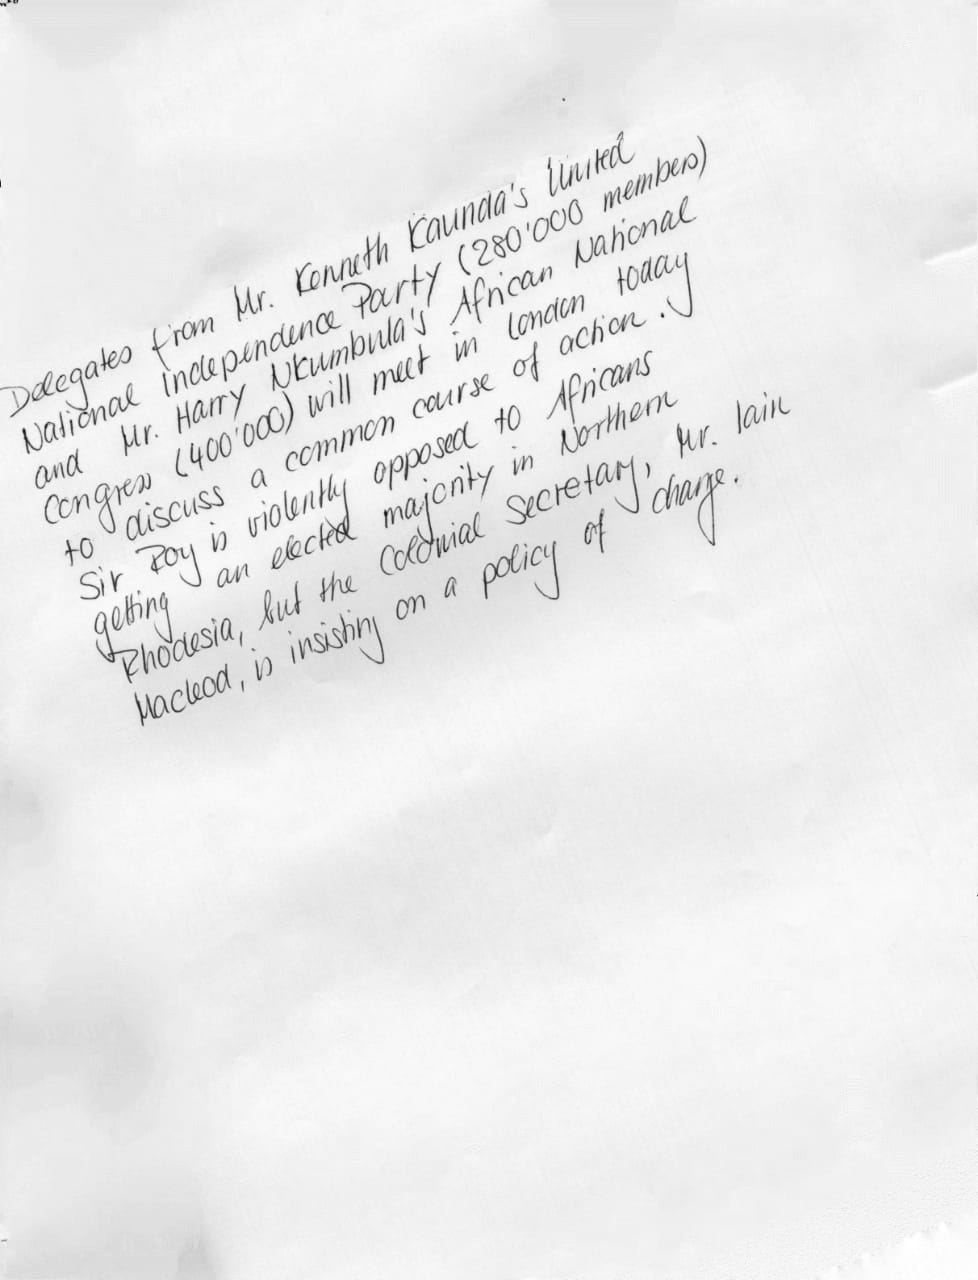 Delegates from Mr. Kenneth Kaunda's United
National Independence Party (280'000 members)
and Mr. Harry Nkumbula's African National
Congress (400'000) will meet in London today
to discuss a common course of action.
Sir Roy is violently opposed to Africans
getting an elected majority in Northern
Rhodesia, but the Colonial Secretary, Mr. Iain
Macleod, is insisting on a policy of change.